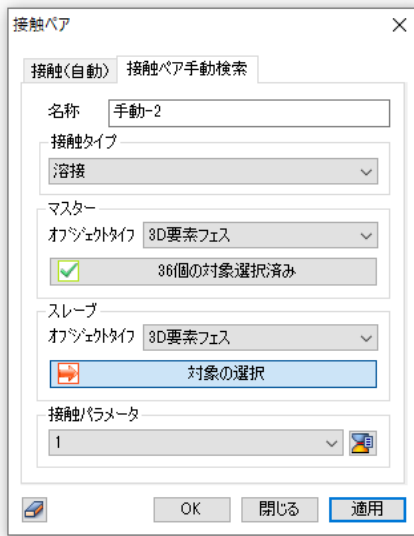 接触ペア
接触(自動) 接触ペア手動検索
名称 手動-2
接触タイプ
溶接
マスター
オブジェクトタイプ 3D要素フェス
36個の対象選択済み
スレーブ
オブジェクトタイプ 3D要素フェス
対象の選択
接触パラメータ
1
OK 閉じる 適用